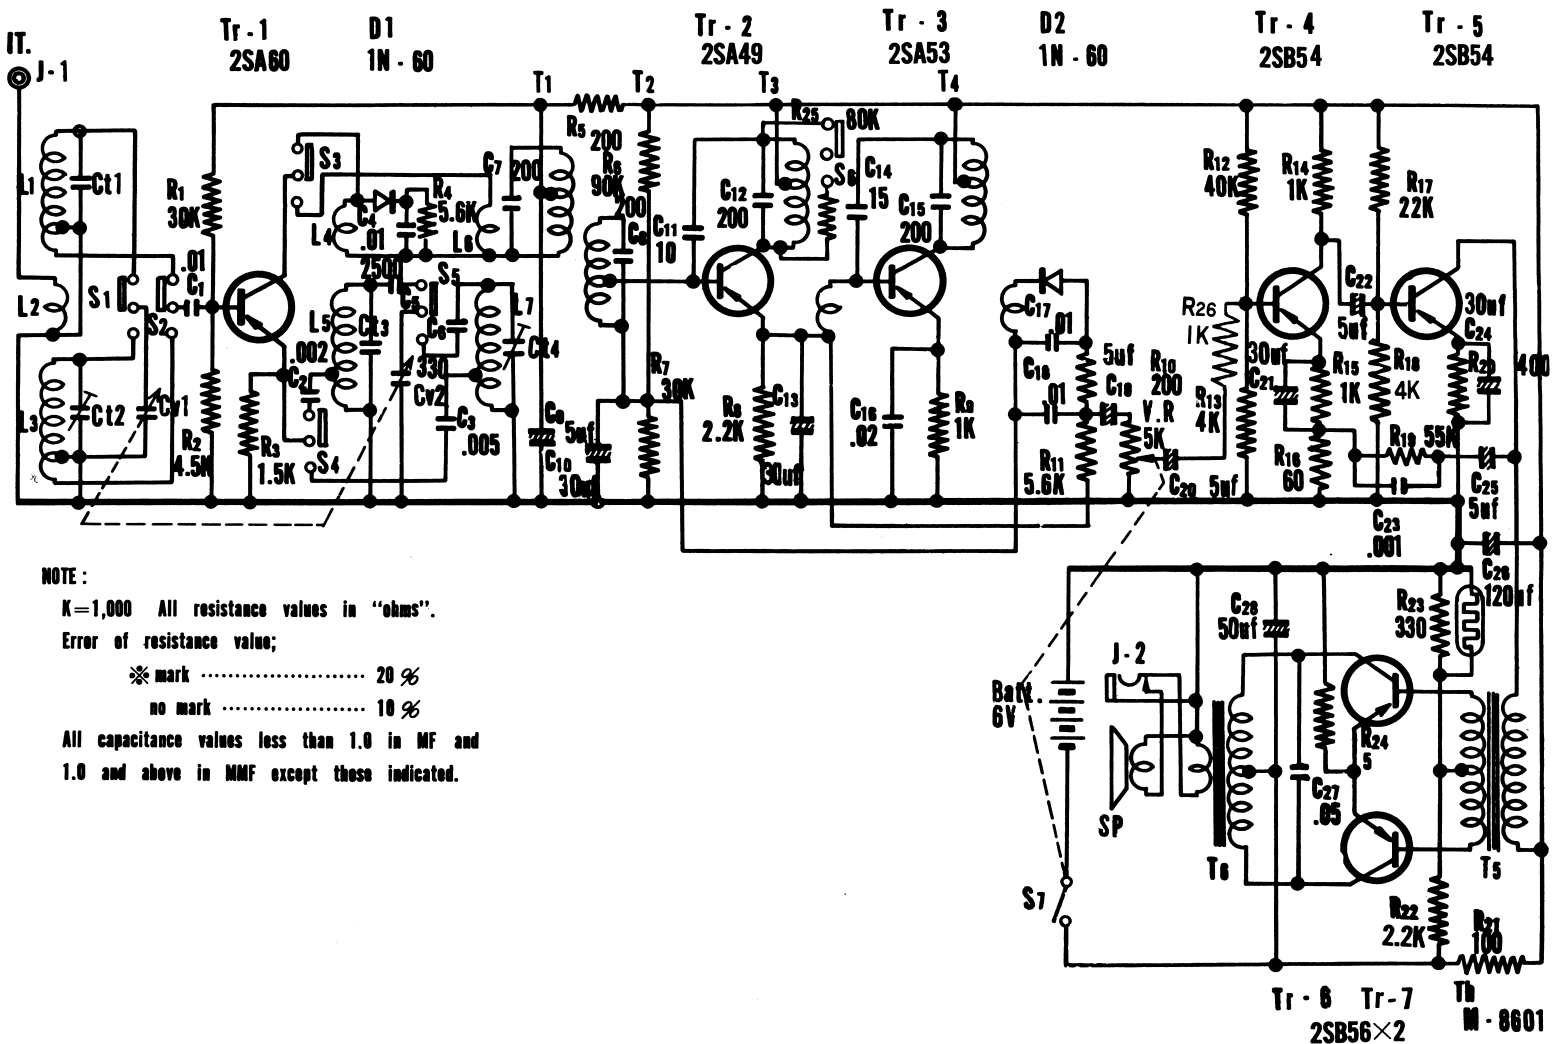 IT.
J-1
Tr-1
2SA60
D1
1N-60
Tr-2
2SA49
Tr-3
2SA53
D2
1N-60
Tr-4
2SB54
Tr-5
2SB54
T1
T2
T3
T4
L1
Ct1
R1
30K
S3
C4
.01
R4
5.6K
C7
200
R5
200
R6
90K
200
C11
10
C12
200
R25
80K
S6
C14
15
C15
200
R12
40K
R14
1K
R17
22K
L2
S1
S2
.01
C1
L4
L6
2500
C5
S5
L5
.002
C2
Ct3
C6
330
L7
Ct4
C17
.01
C18
.01
5uf
C18
R10
200
V.R
5K
R26
1K
R13
4K
C22
5uf
30uf
C21
R15
1K
R18
4K
30uf
C24
R20
400
L3
Ct2
Cv1
R2
4.5K
R3
1.5K
S4
Cv2
C3
.005
C9
5uf
C10
30uf
R7
30K
R8
2.2K
C13
30uf
C16
.02
R9
1K
R11
5.6K
C20
5uf
R16
60
R19
55K
C25
5uf
C23
.001
C26
120uf
NOTE:
K=1,000 All resistance values in "ohms".
Error of resistance value;
※ mark ........................ 20%
no mark ..................... 10%
All capacitance values less than 1.0 in MF and
1.0 and above in MMF except those indicated.
Batt.
6V
J-2
SP
C28
50uf
R23
330
R24
5
C27
.05
T6
T5
S7
R22
2.2K
R21
100
Tr-6 Tr-7
2SB56×2
Th
M-8601